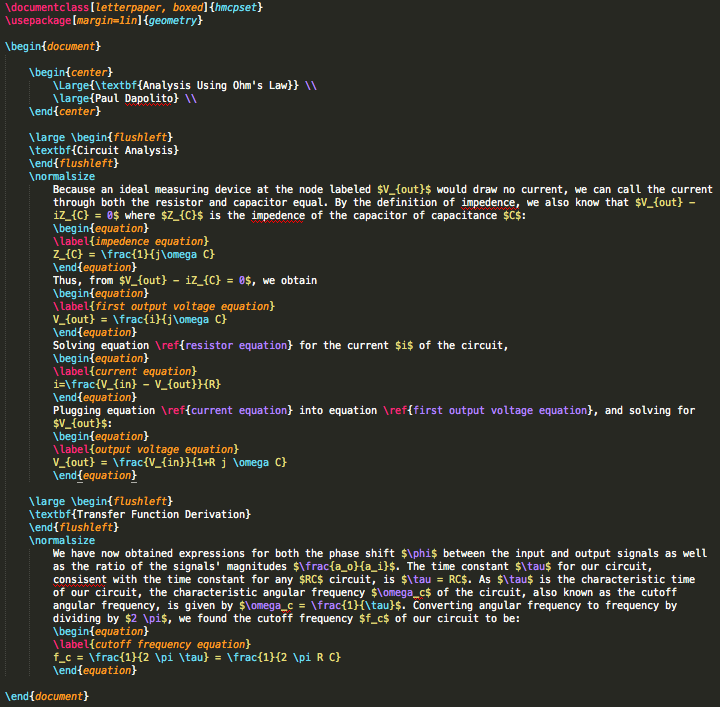 \documentclass[letterpaper, boxed]{hmcpset}
\usepackage[margin=1in]{geometry}
\begin{document}
\begin{center}
\Large{\textbf{Analysis Using Ohm's Law}} \\
\large{Paul Dapolito} \\
\end{center}
\large \begin{flushleft}
\textbf{Circuit Analysis}
\end{flushleft}
\normalsize
Because an ideal measuring device at the node labeled $V_{out}$ would draw no current, we can call the current
through both the resistor and capacitor equal. By the definition of impedence, we also know that $V_{out} -
iZ_{C} = 0$ where $Z_{C}$ is the impedence of the capacitor of capacitance $C$:
\begin{equation}
\label{impedence equation}
Z_{C} = \frac{1}{j\omega C}
\end{equation}
Thus, from $V_{out} - iZ_{C} = 0$, we obtain
\begin{equation}
\label{first output voltage equation}
V_{out} = \frac{i}{j\omega C}
\end{equation}
Solving equation \ref{resistor equation} for the current $i$ of the circuit,
\begin{equation}
\label{current equation}
i=\frac{V_{in} - V_{out}}{R}
\end{equation}
Plugging equation \ref{current equation} into equation \ref{first output voltage equation}, and solving for
$V_{out}$:
\begin{equation}
\label{output voltage equation}
V_{out} = \frac{V_{in}}{1+R j \omega C}
\end{equation}
\large \begin{flushleft}
\textbf{Transfer Function Derivation}
\end{flushleft}
\normalsize
We have now obtained expressions for both the phase shift $\phi$ between the input and output signals as well
as the ratio of the signals' magnitudes $\frac{a_o}{a_i}$. The time constant $\tau$ for our circuit,
consisent with the time constant for any $RC$ circuit, is $\tau = RC$. As $\tau$ is the characteristic time
of our circuit, the characteristic angular frequency $\omega_c$ of the circuit, also known as the cutoff
angular frequency, is given by $\omega_c = \frac{1}{\tau}$. Converting angular frequency to frequency by
dividing by $2 \pi$, we found the cutoff frequency $f_c$ of our circuit to be:
\begin{equation}
\label{cutoff frequency equation}
f_c = \frac{1}{2 \pi \tau} = \frac{1}{2 \pi R C}
\end{equation}
\end{document}